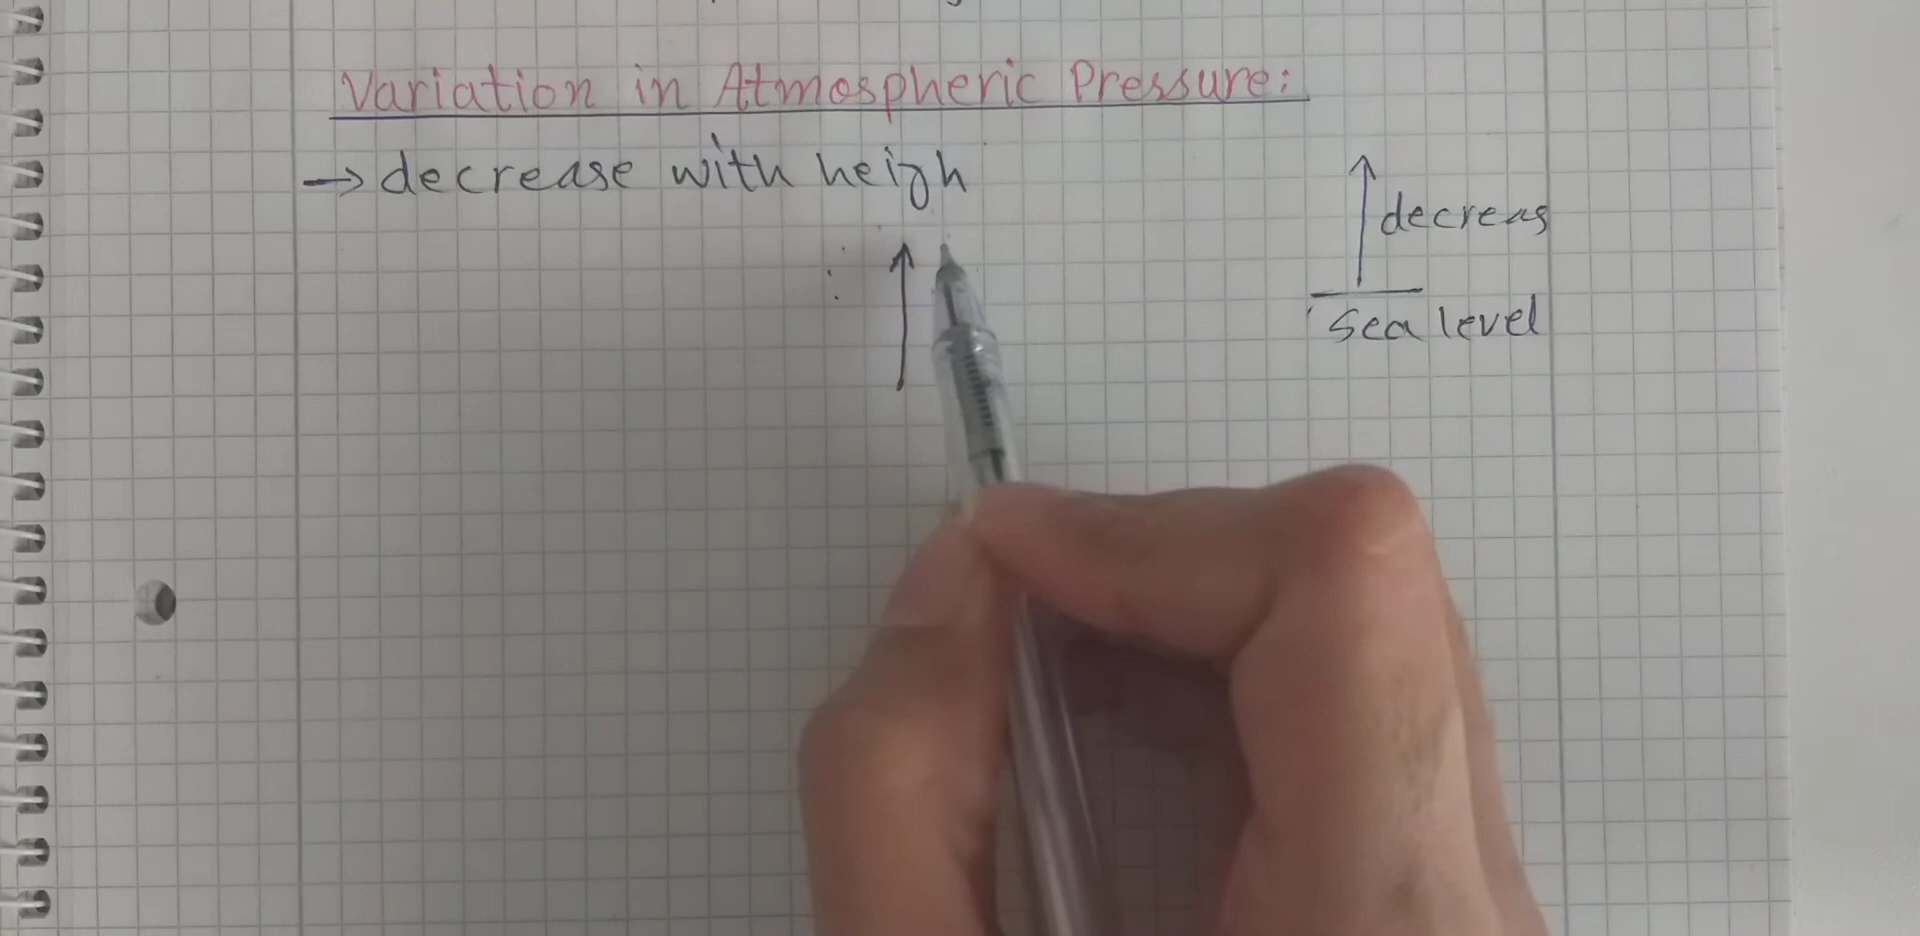 Variation in Atmospheric Pressure:
→ decrease with heigh
decreas
sea level